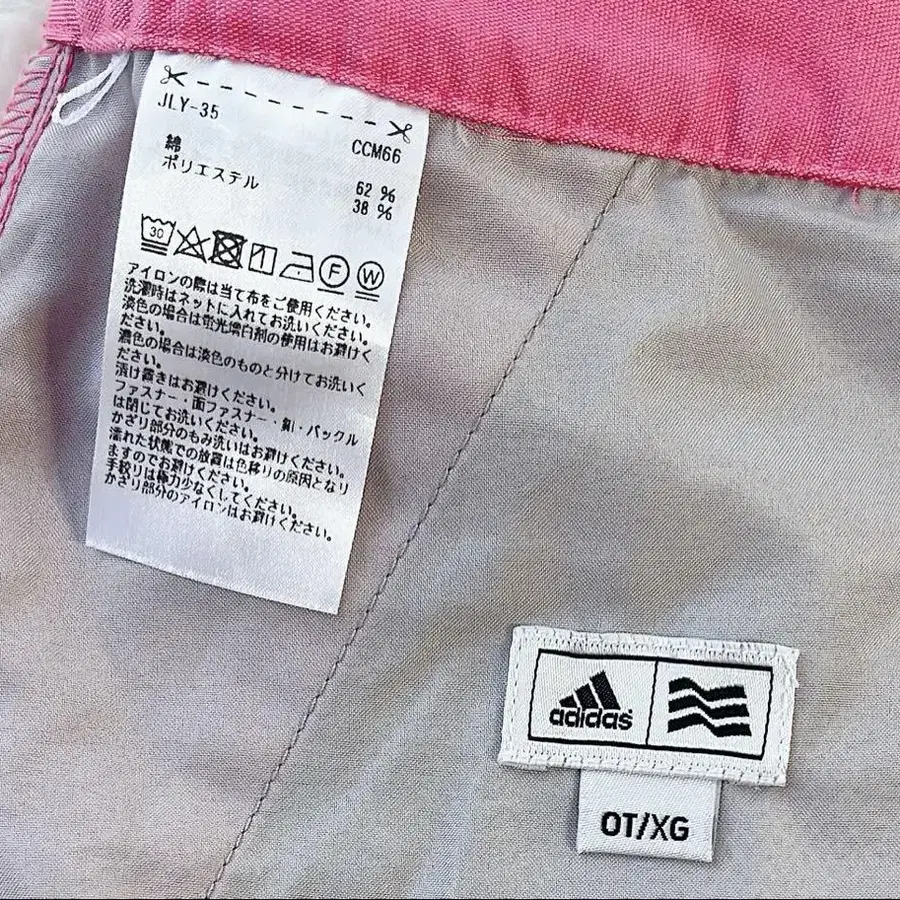 JLY-35
CCM66
綿 62 %
ポリエステル 38 %
30
F
W
アイロンの際は当て布をご使用ください。
洗濯時はネットに入れてお洗いください。
淡色の場合は蛍光増白剤の使用はお避けく
ださい。
濃色の場合は淡色のものと分けてお洗いく
ださい。
漬け置きはお避けください。
ファスナー・面ファスナー・釦・バックル
は閉じてお洗いください。
かざり部分のもみ洗いはお避けください。
濡れた状態での放置は色移りの原因となり
ますのでお避けください。
手絞りは極力少なくしてください。
かざり部分のアイロンはお避けください。
adidas
OT/XG